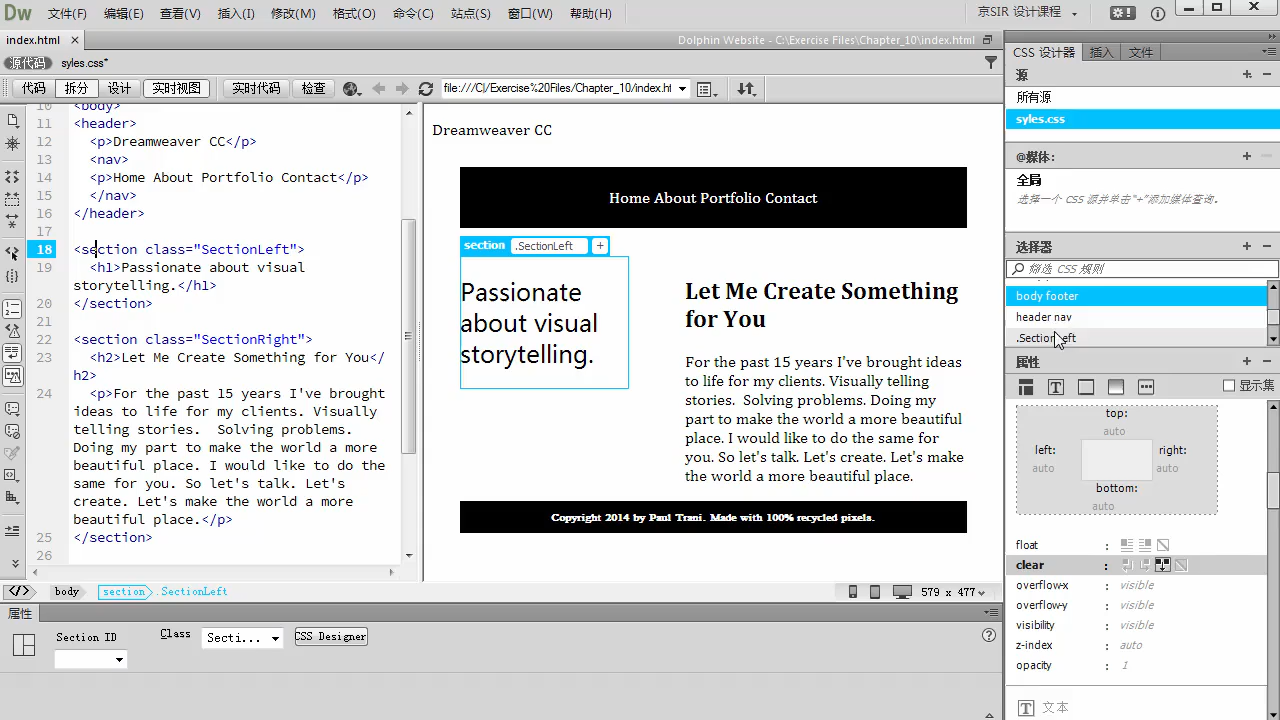 Dw 文件(F) 编辑(E) 查看(V) 插入(I) 修改(M) 格式(O) 命令(C) 站点(S) 窗口(W) 帮助(H) 京SIR 设计课程
index.html Dolphin Website - C:\Exercise Files\Chapter_10\index.html
源代码 syles.css*
代码 拆分 设计 实时视图 实时代码 检查 file:///C|/Exercise%20Files/Chapter_10/index.ht
10 <body>
11 <header>
12 <p>Dreamweaver CC</p>
13 <nav>
14 <p>Home About Portfolio Contact</p>
15 </nav>
16 </header>
17
18 <section class="SectionLeft">
19 <h1>Passionate about visual
storytelling.</h1>
20 </section>
21
22 <section class="SectionRight">
23 <h2>Let Me Create Something for You</
h2>
24 <p>For the past 15 years I've brought
ideas to life for my clients. Visually
telling stories.  Solving problems.
Doing my part to make the world a more
beautiful place. I would like to do the
same for you. So let's talk. Let's
create. Let's make the world a more
beautiful place.</p>
25 </section>
26
Dreamweaver CC
Home About Portfolio Contact
section .SectionLeft +
Passionate
about visual
storytelling.
Let Me Create Something
for You
For the past 15 years I've brought ideas
to life for my clients. Visually telling
stories.  Solving problems. Doing my
part to make the world a more beautiful
place. I would like to do the same for
you. So let's talk. Let's create. Let's make
the world a more beautiful place.
Copyright 2014 by Paul Trani. Made with 100% recycled pixels.
</> body section .SectionLeft 579 x 477
属性
Section ID Class Secti... CSS Designer
CSS 设计器 插入 文件
源
所有源
syles.css
@媒体:
全局
选择一个 CSS 源并单击"+"添加媒体查询。
选择器
筛选 CSS 规则
body footer
header nav
.SectionLeft
属性
显示集
top:
auto
left: right:
auto auto
bottom:
auto
float :
clear :
overflow-x : visible
overflow-y : visible
visibility : visible
z-index : auto
opacity : 1
T 文本